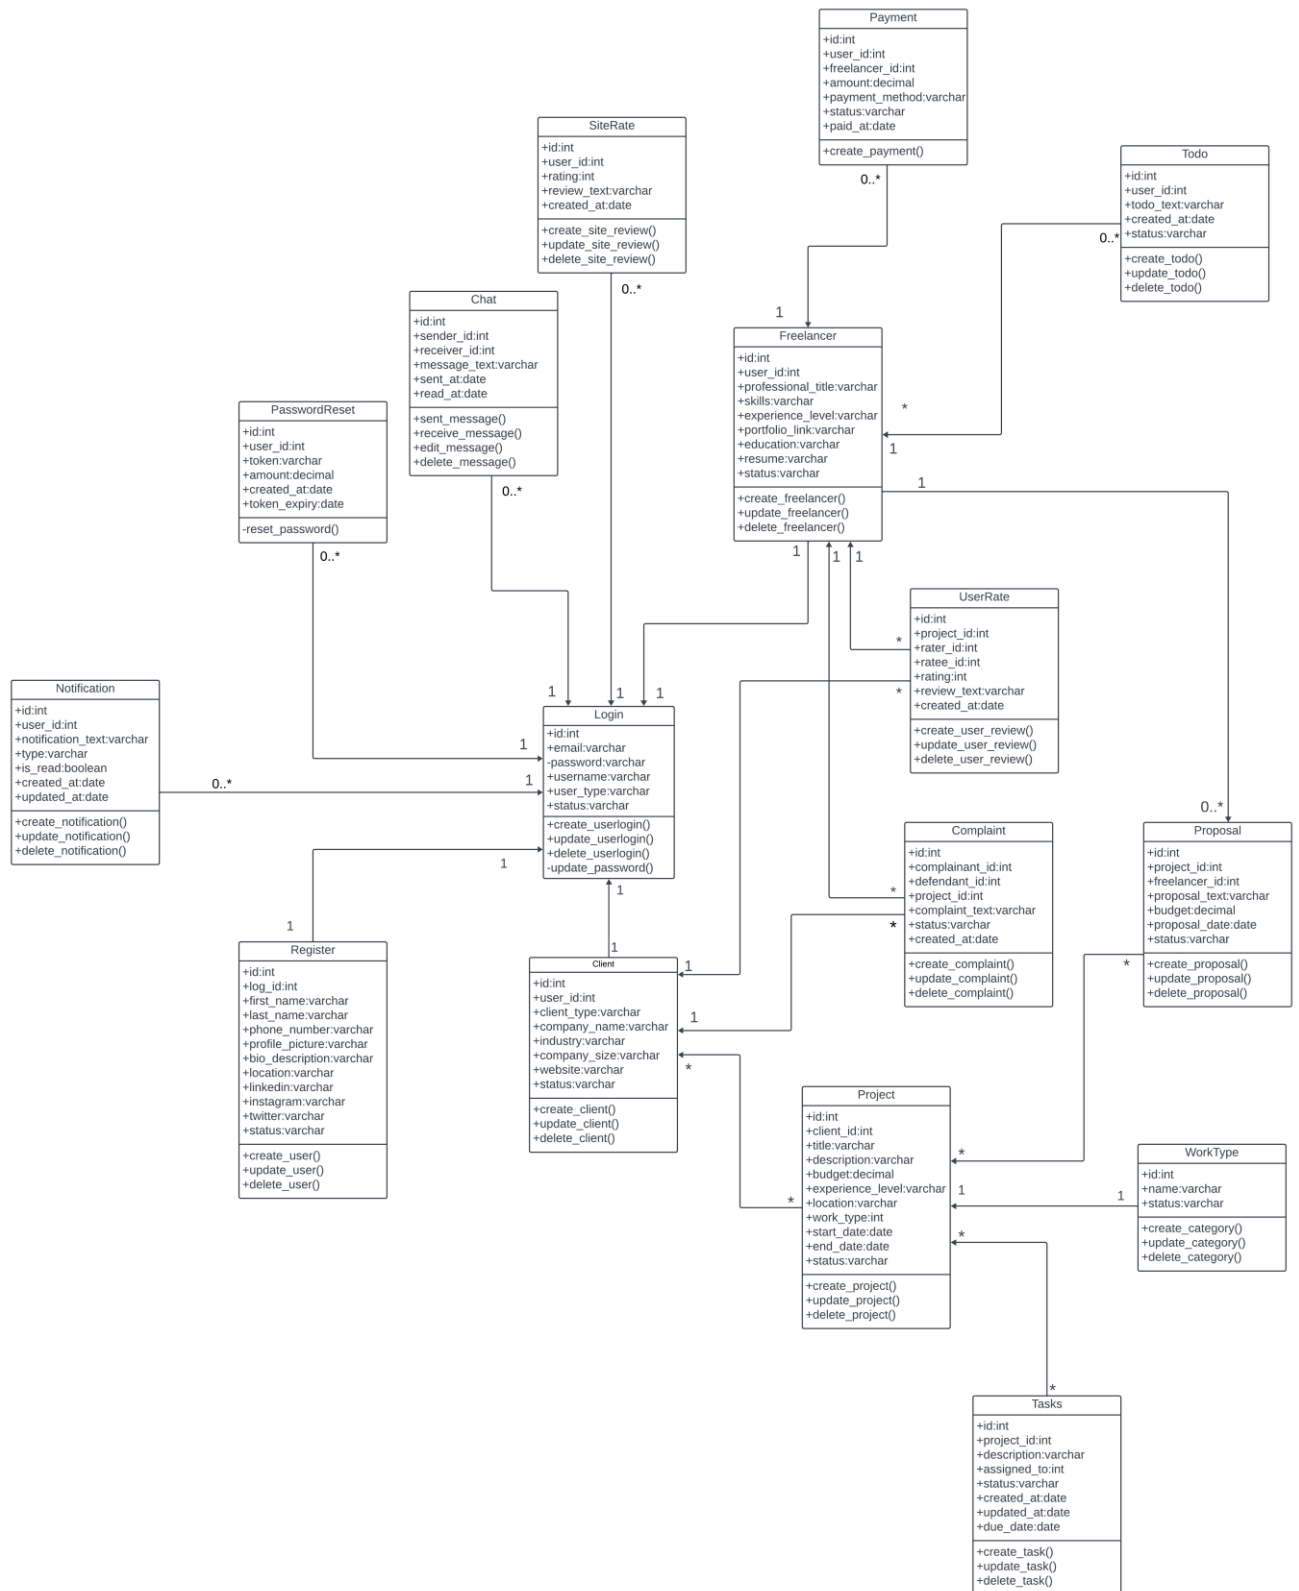 Payment
+id:int
+user_id:int
+freelancer_id:int
+amount:decimal
+payment_method:varchar
+status:varchar
+paid_at:date
+create_payment()
0..*
1
SiteRate
+id:int
+user_id:int
+rating:int
+review_text:varchar
+created_at:date
+create_site_review()
+update_site_review()
+delete_site_review()
0..*
1
Todo
+id:int
+user_id:int
+todo_text:varchar
+created_at:date
+status:varchar
+create_todo()
+update_todo()
+delete_todo()
0..*
*
1
Chat
+id:int
+sender_id:int
+receiver_id:int
+message_text:varchar
+sent_at:date
+read_at:date
+sent_message()
+receive_message()
+edit_message()
+delete_message()
0..*
1
Freelancer
+id:int
+user_id:int
+professional_title:varchar
+skills:varchar
+experience_level:varchar
+portfolio_link:varchar
+education:varchar
+resume:varchar
+status:varchar
+create_freelancer()
+update_freelancer()
+delete_freelancer()
1
1
1
1
1
PasswordReset
+id:int
+user_id:int
+token:varchar
+amount:decimal
+created_at:date
+token_expiry:date
-reset_password()
0..*
1
UserRate
+id:int
+project_id:int
+rater_id:int
+ratee_id:int
+rating:int
+review_text:varchar
+created_at:date
+create_user_review()
+update_user_review()
+delete_user_review()
*
*
Notification
+id:int
+user_id:int
+notification_text:varchar
+type:varchar
+is_read:boolean
+created_at:date
+updated_at:date
+create_notification()
+update_notification()
+delete_notification()
0..*
1
Login
+id:int
+email:varchar
-password:varchar
+username:varchar
+user_type:varchar
+status:varchar
+create_userlogin()
+update_userlogin()
+delete_userlogin()
-update_password()
1
1
1
Complaint
+id:int
+complainant_id:int
+defendant_id:int
+project_id:int
+complaint_text:varchar
+status:varchar
+created_at:date
+create_complaint()
+update_complaint()
+delete_complaint()
*
*
0..*
Proposal
+id:int
+project_id:int
+freelancer_id:int
+proposal_text:varchar
+budget:decimal
+proposal_date:date
+status:varchar
+create_proposal()
+update_proposal()
+delete_proposal()
*
1
Register
+id:int
+log_id:int
+first_name:varchar
+last_name:varchar
+phone_number:varchar
+profile_picture:varchar
+bio_description:varchar
+location:varchar
+linkedin:varchar
+instagram:varchar
+twitter:varchar
+status:varchar
+create_user()
+update_user()
+delete_user()
Client
+id:int
+user_id:int
+client_type:varchar
+company_name:varchar
+industry:varchar
+company_size:varchar
+website:varchar
+status:varchar
+create_client()
+update_client()
+delete_client()
1
1
*
Project
+id:int
+client_id:int
+title:varchar
+description:varchar
+budget:decimal
+experience_level:varchar
+location:varchar
+work_type:int
+start_date:date
+end_date:date
+status:varchar
+create_project()
+update_project()
+delete_project()
*
*
1
*
WorkType
+id:int
+name:varchar
+status:varchar
+create_category()
+update_category()
+delete_category()
1
*
Tasks
+id:int
+project_id:int
+description:varchar
+assigned_to:int
+status:varchar
+created_at:date
+updated_at:date
+due_date:date
+create_task()
+update_task()
+delete_task()